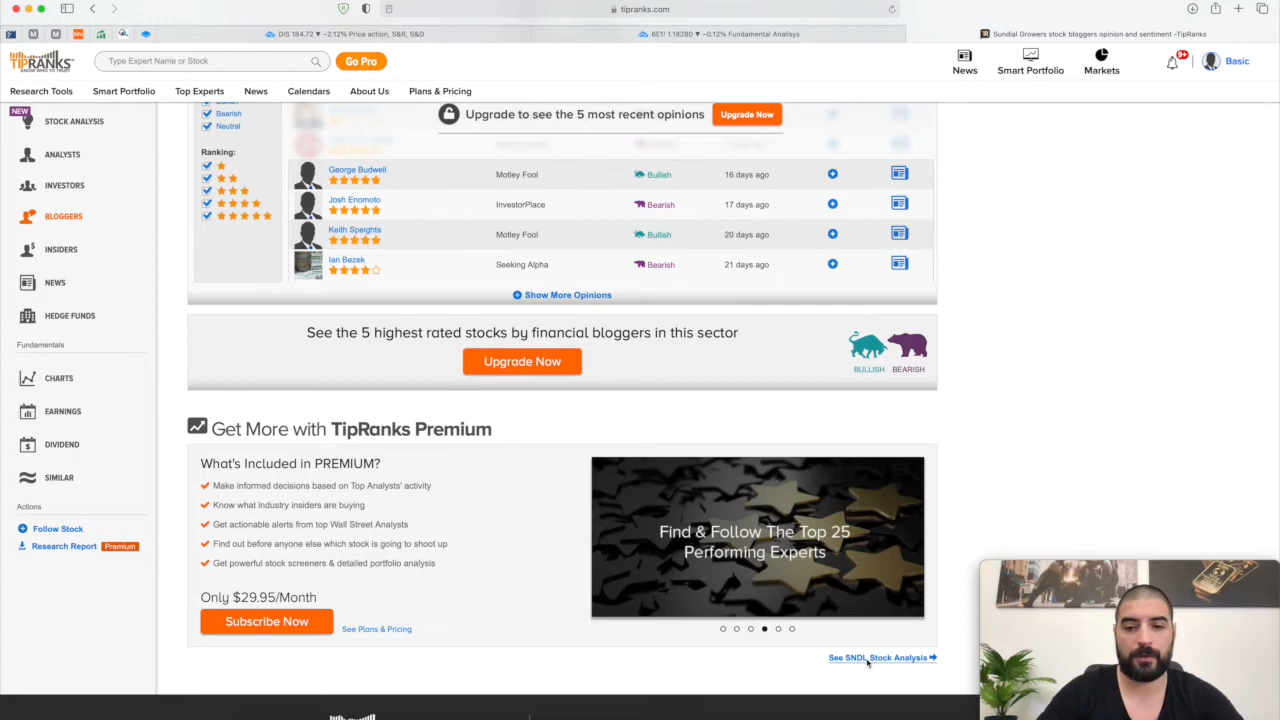 tipranks.com
DIS 184.72 ▼ −2.12% Price action, S&R, S&D
6E1! 1.18280 ▼ −0.12% Fundamental Analisys
Sundial Growers stock bloggers opinion and sentiment -TipRanks
TIPRANKS
KNOW WHO TO TRUST
Type Expert Name or Stock
Go Pro
News
Smart Portfolio
Markets
9+
Basic
Research Tools
Smart Portfolio
Top Experts
News
Calendars
About Us
Plans & Pricing
NEW
STOCK ANALYSIS
ANALYSTS
INVESTORS
BLOGGERS
INSIDERS
NEWS
HEDGE FUNDS
Fundamentals
CHARTS
EARNINGS
DIVIDEND
SIMILAR
Actions
Follow Stock
Research Report Premium
Bearish
Neutral
Ranking:
Upgrade to see the 5 most recent opinions Upgrade Now
George Budwell Motley Fool Bullish 16 days ago
Josh Enomoto InvestorPlace Bearish 17 days ago
Keith Speights Motley Fool Bullish 20 days ago
Ian Bezek Seeking Alpha Bearish 21 days ago
Show More Opinions
See the 5 highest rated stocks by financial bloggers in this sector
Upgrade Now
BULLISH BEARISH
Get More with TipRanks Premium
What's Included in PREMIUM?
Make informed decisions based on Top Analysts' activity
Know what industry insiders are buying
Get actionable alerts from top Wall Street Analysts
Find out before anyone else which stock is going to shoot up
Get powerful stock screeners & detailed portfolio analysis
Only $29.95/Month
Subscribe Now
See Plans & Pricing
Find & Follow The Top 25
Performing Experts
See SNDL Stock Analysis